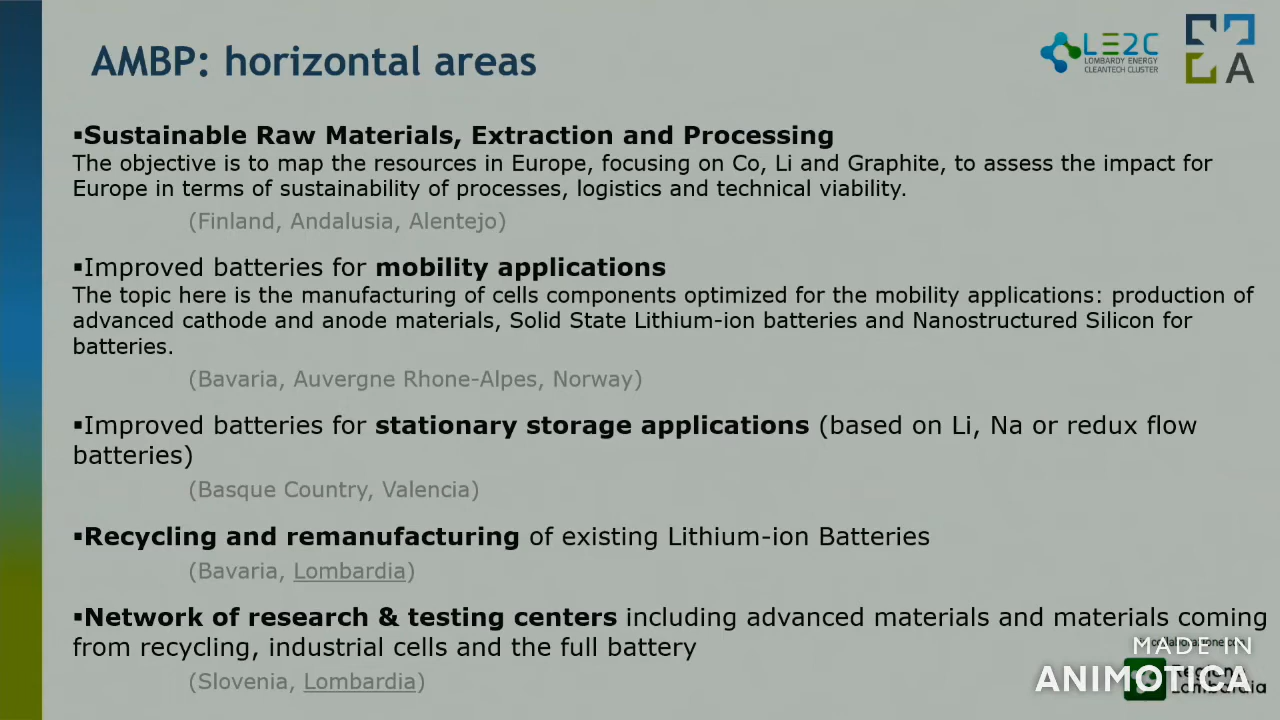 AMBP: horizontal areas
LE2C
LOMBARDY ENERGY
CLEANTECH CLUSTER
A
▪Sustainable Raw Materials, Extraction and Processing
The objective is to map the resources in Europe, focusing on Co, Li and Graphite, to assess the impact for
Europe in terms of sustainability of processes, logistics and technical viability.
(Finland, Andalusia, Alentejo)
▪Improved batteries for mobility applications
The topic here is the manufacturing of cells components optimized for the mobility applications: production of
advanced cathode and anode materials, Solid State Lithium-ion batteries and Nanostructured Silicon for
batteries.
(Bavaria, Auvergne Rhone-Alpes, Norway)
▪Improved batteries for stationary storage applications (based on Li, Na or redux flow
batteries)
(Basque Country, Valencia)
▪Recycling and remanufacturing of existing Lithium-ion Batteries
(Bavaria, Lombardia)
▪Network of research & testing centers including advanced materials and materials coming
from recycling, industrial cells and the full battery
(Slovenia, Lombardia)
MADE IN
ANIMOTICA
Lombardia